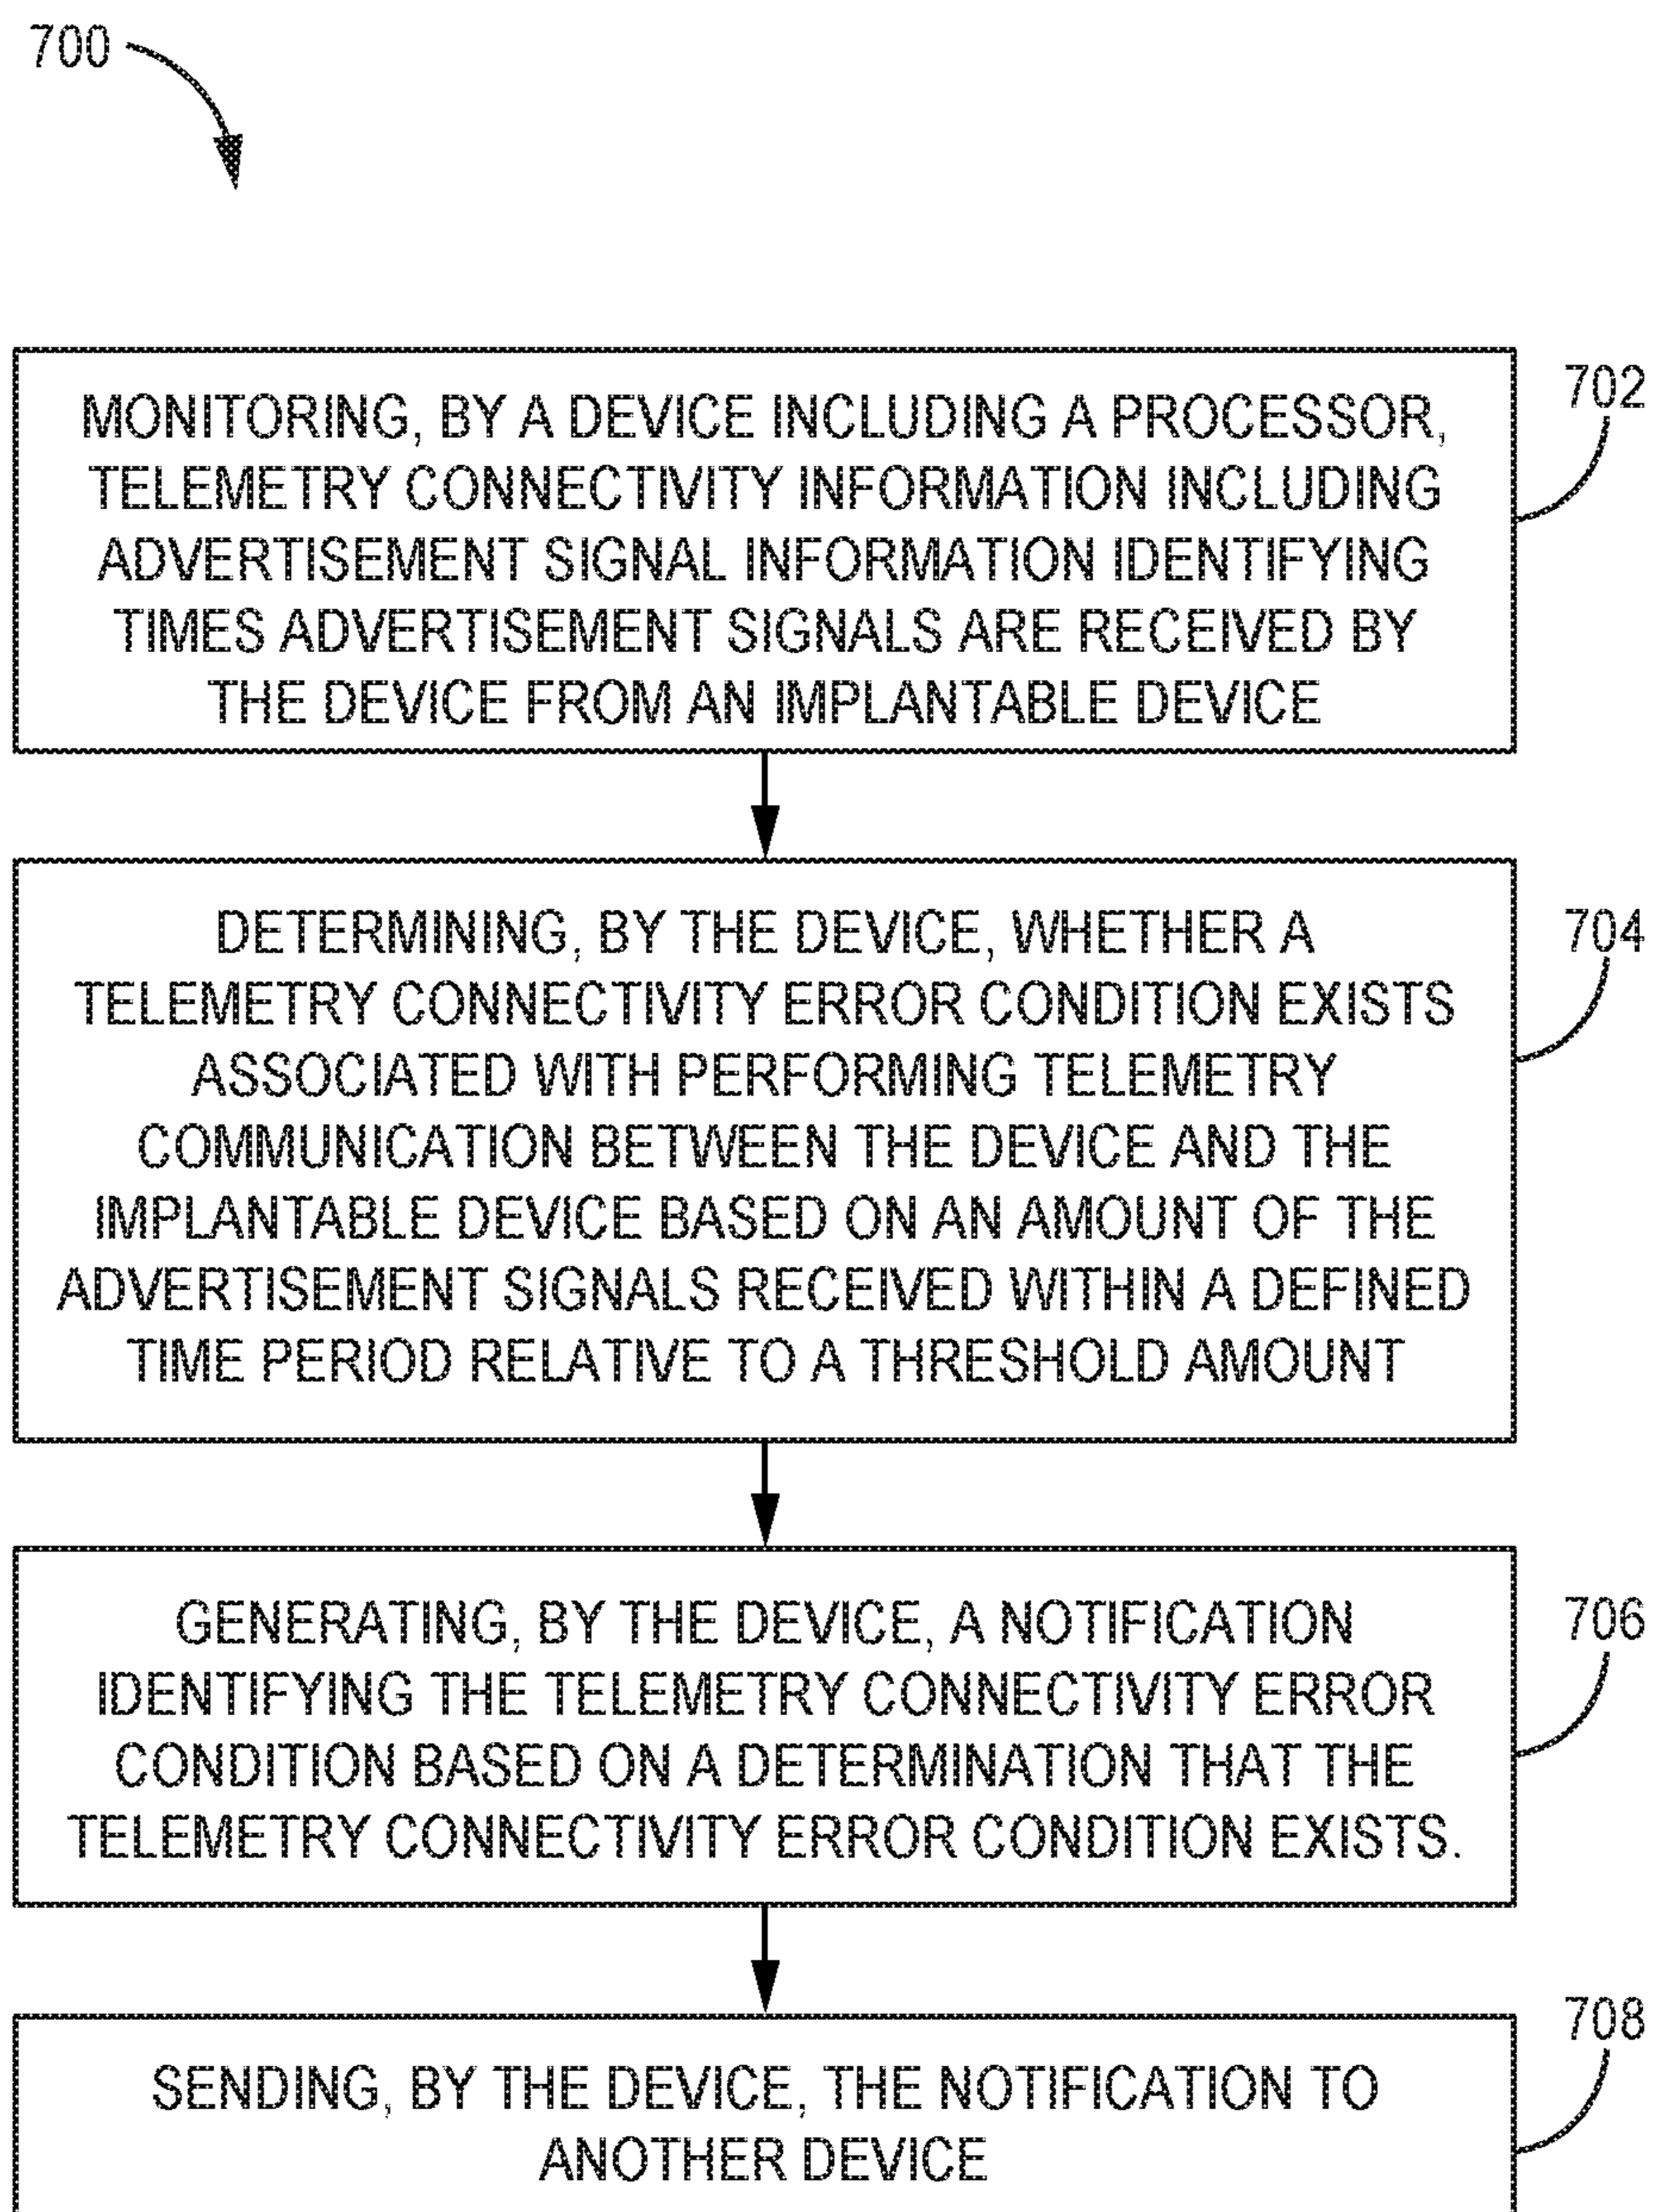 700
702
MONITORING, BY A DEVICE INCLUDING A PROCESSOR,
TELEMETRY CONNECTIVITY INFORMATION INCLUDING
ADVERTISEMENT SIGNAL INFORMATION IDENTIFYING
TIMES ADVERTISEMENT SIGNALS ARE RECEIVED BY
THE DEVICE FROM AN IMPLANTABLE DEVICE
704
DETERMINING, BY THE DEVICE, WHETHER A
TELEMETRY CONNECTIVITY ERROR CONDITION EXISTS
ASSOCIATED WITH PERFORMING TELEMETRY
COMMUNICATION BETWEEN THE DEVICE AND THE
IMPLANTABLE DEVICE BASED ON AN AMOUNT OF THE
ADVERTISEMENT SIGNALS RECEIVED WITHIN A DEFINED
TIME PERIOD RELATIVE TO A THRESHOLD AMOUNT
706
GENERATING, BY THE DEVICE, A NOTIFICATION
IDENTIFYING THE TELEMETRY CONNECTIVITY ERROR
CONDITION BASED ON A DETERMINATION THAT THE
TELEMETRY CONNECTIVITY ERROR CONDITION EXISTS.
708
SENDING, BY THE DEVICE, THE NOTIFICATION TO
ANOTHER DEVICE